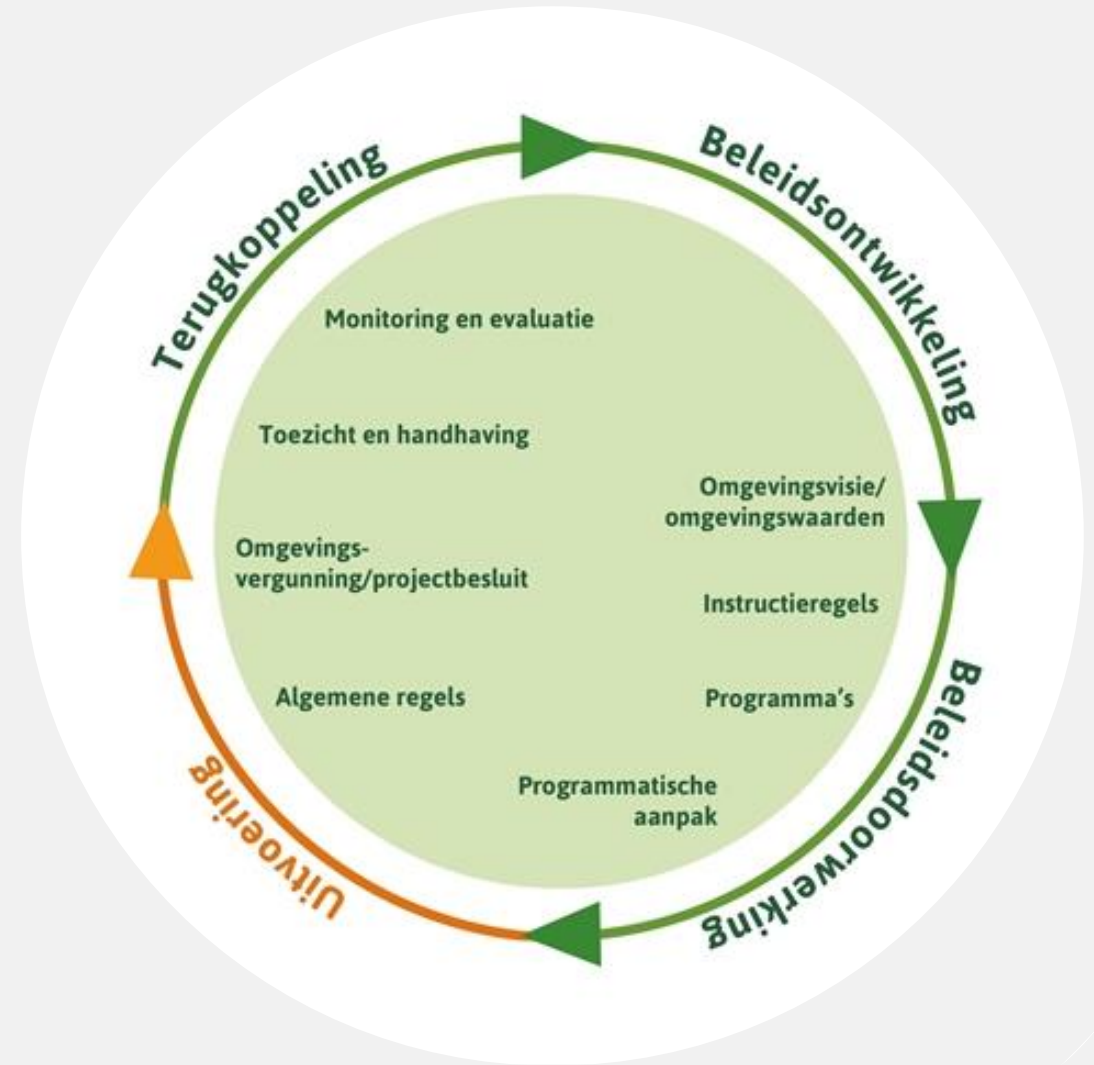 Terugkoppeling
Beleidsontwikkeling
Monitoring en evaluatie
Toezicht en handhaving
Omgevingsvisie/
omgevingswaarden
Omgevings-
vergunning/projectbesluit
Instructieregels
Algemene regels
Programma's
Programmatische
aanpak
Beleidsdoorwerking
Uitvoering